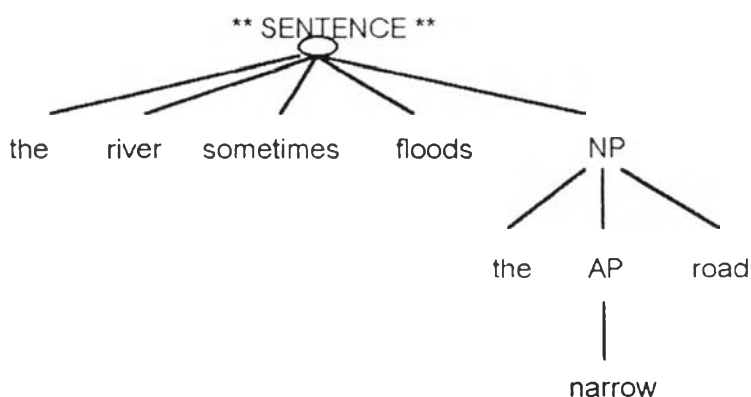 ** SENTENCE **
the river sometimes floods NP
the AP road
narrow